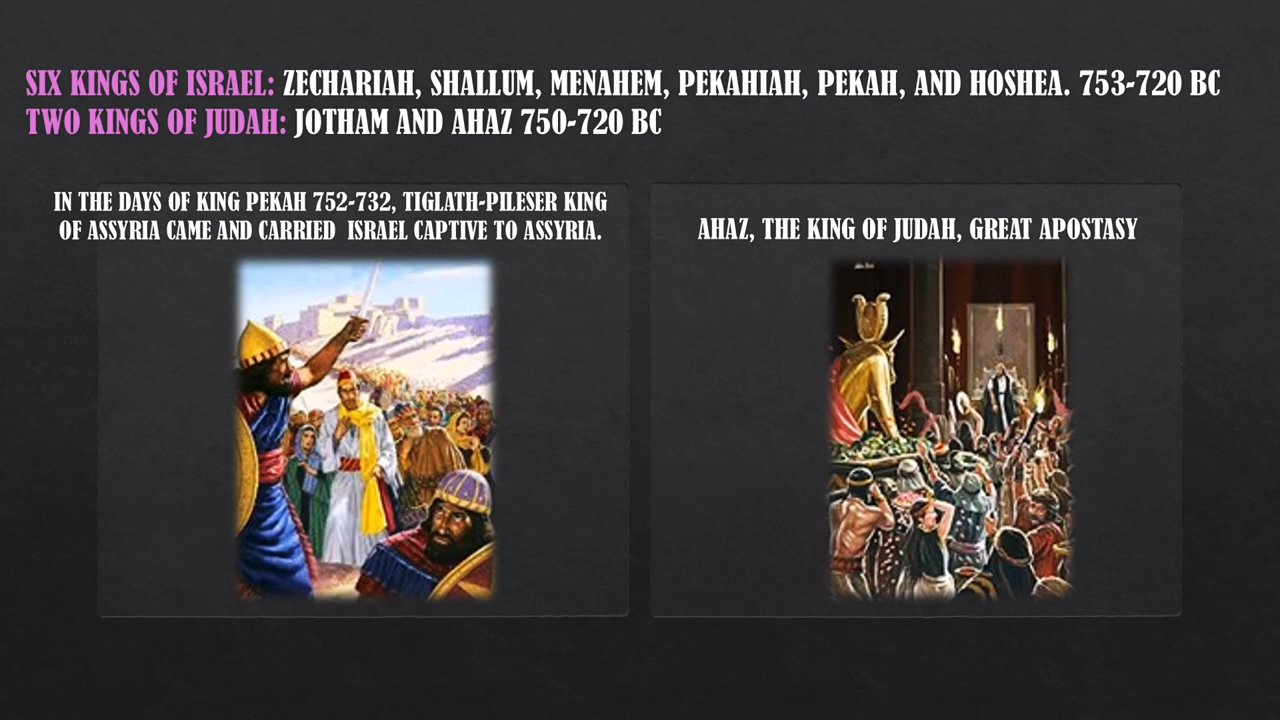 SIX KINGS OF ISRAEL: ZECHARIAH, SHALLUM, MENAHEM, PEKAHIAH, PEKAH, AND HOSHEA. 753-720 BC
TWO KINGS OF JUDAH: JOTHAM AND AHAZ 750-720 BC
IN THE DAYS OF KING PEKAH 752-732, TIGLATH-PILESER KING
OF ASSYRIA CAME AND CARRIED ISRAEL CAPTIVE TO ASSYRIA.
AHAZ, THE KING OF JUDAH, GREAT APOSTASY